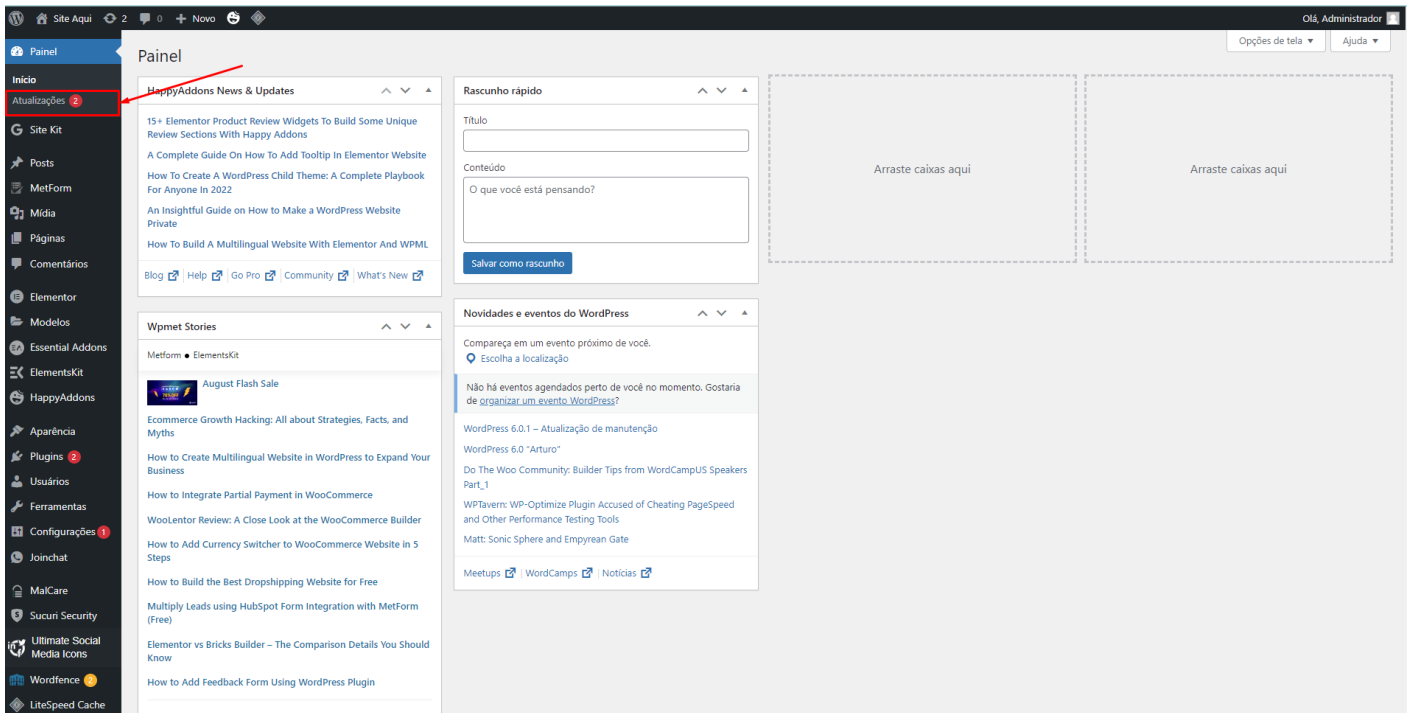 Site Aqui 2 0 + Novo
Olá, Administrador
Opções de tela ▼ Ajuda ▼
Painel
Início
Atualizações 2
Site Kit
Posts
MetForm
Mídia
Páginas
Comentários
Elementor
Modelos
Essential Addons
ElementsKit
HappyAddons
Aparência
Plugins 2
Usuários
Ferramentas
Configurações 1
Joinchat
MalCare
Sucuri Security
Ultimate Social
Media Icons
Wordfence 2
LiteSpeed Cache
Painel
HappyAddons News & Updates
15+ Elementor Product Review Widgets To Build Some Unique
Review Sections With Happy Addons
A Complete Guide On How To Add Tooltip In Elementor Website
How To Create A WordPress Child Theme: A Complete Playbook
For Anyone In 2022
An Insightful Guide on How to Make a WordPress Website
Private
How To Build A Multilingual Website With Elementor And WPML
Blog | Help | Go Pro | Community | What's New
Wpmet Stories
Metform ● ElementsKit
August Flash Sale
Ecommerce Growth Hacking: All about Strategies, Facts, and
Myths
How to Create Multilingual Website in WordPress to Expand Your
Business
How to Integrate Partial Payment in WooCommerce
WooLentor Review: A Close Look at the WooCommerce Builder
How to Add Currency Switcher to WooCommerce Website in 5
Steps
How to Build the Best Dropshipping Website for Free
Multiply Leads using HubSpot Form Integration with MetForm
(Free)
Elementor vs Bricks Builder – The Comparison Details You Should
Know
How to Add Feedback Form Using WordPress Plugin
Rascunho rápido
Título
Conteúdo
O que você está pensando?
Salvar como rascunho
Novidades e eventos do WordPress
Compareça em um evento próximo de você.
Escolha a localização
Não há eventos agendados perto de você no momento. Gostaria
de organizar um evento WordPress?
WordPress 6.0.1 – Atualização de manutenção
WordPress 6.0 "Arturo"
Do The Woo Community: Builder Tips from WordCampUS Speakers
Part_1
WPTavern: WP-Optimize Plugin Accused of Cheating PageSpeed
and Other Performance Testing Tools
Matt: Sonic Sphere and Empyrean Gate
Meetups | WordCamps | Notícias
Arraste caixas aqui
Arraste caixas aqui